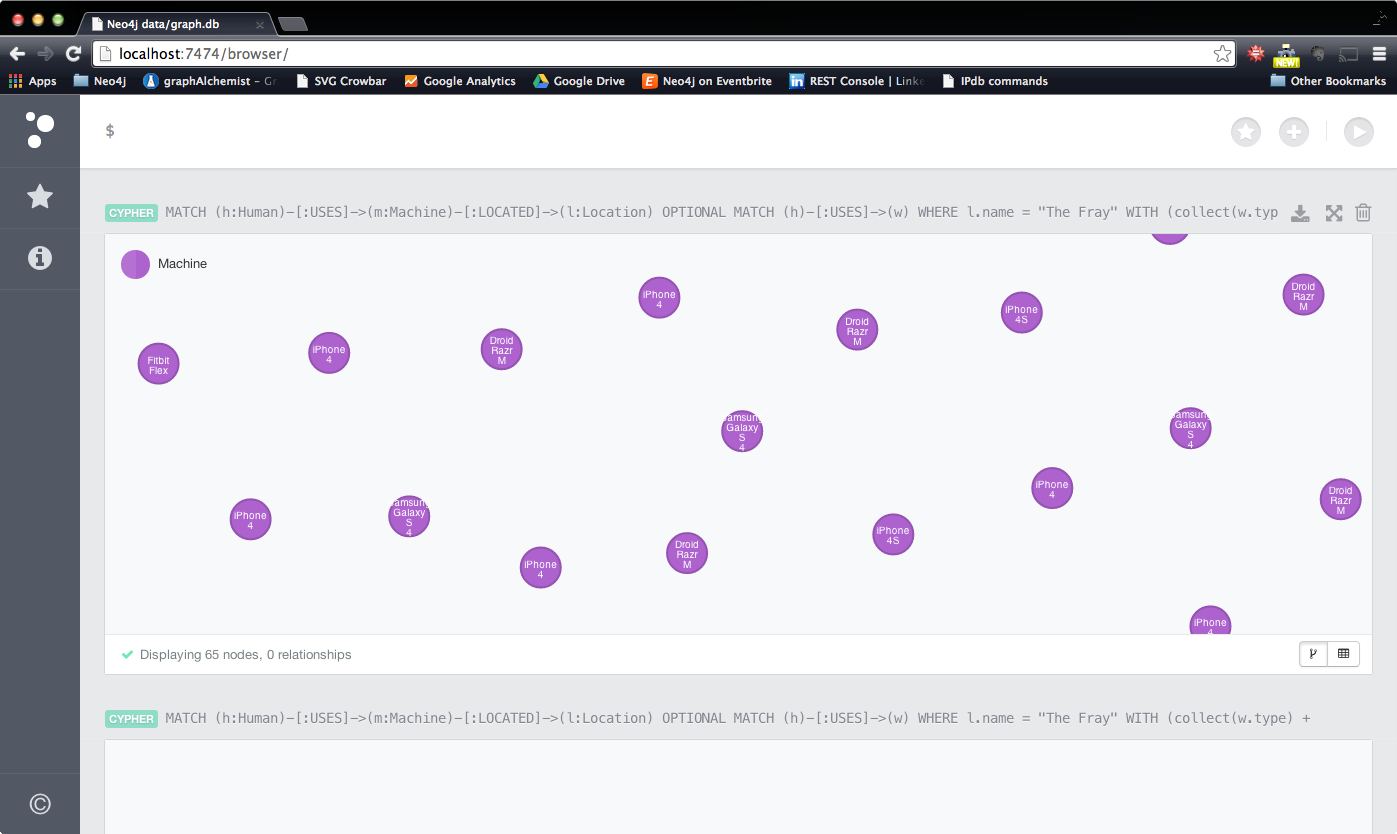 Neo4j data/graph.db
localhost:7474/browser/
NEW!
Apps Neo4j graphAlchemist – Gr SVG Crowbar Google Analytics Google Drive Neo4j on Eventbrite REST Console | Linke IPdb commands Other Bookmarks
$
CYPHER MATCH (h:Human)-[:USES]->(m:Machine)-[:LOCATED]->(l:Location) OPTIONAL MATCH (h)-[:USES]->(w) WHERE l.name = "The Fray" WITH (collect(w.typ
Machine
iPhone
4
Droid
Razr
M
iPhone
4S
Droid
Razr
M
Fitbit
Flex
iPhone
4
Droid
Razr
M
Samsung
Galaxy
S
4
Samsung
Galaxy
S
4
iPhone
4
Droid
Razr
M
iPhone
4
Samsung
Galaxy
S
4
iPhone
4
Droid
Razr
M
iPhone
4S
iPhone
4
Displaying 65 nodes, 0 relationships
CYPHER MATCH (h:Human)-[:USES]->(m:Machine)-[:LOCATED]->(l:Location) OPTIONAL MATCH (h)-[:USES]->(w) WHERE l.name = "The Fray" WITH (collect(w.type) +